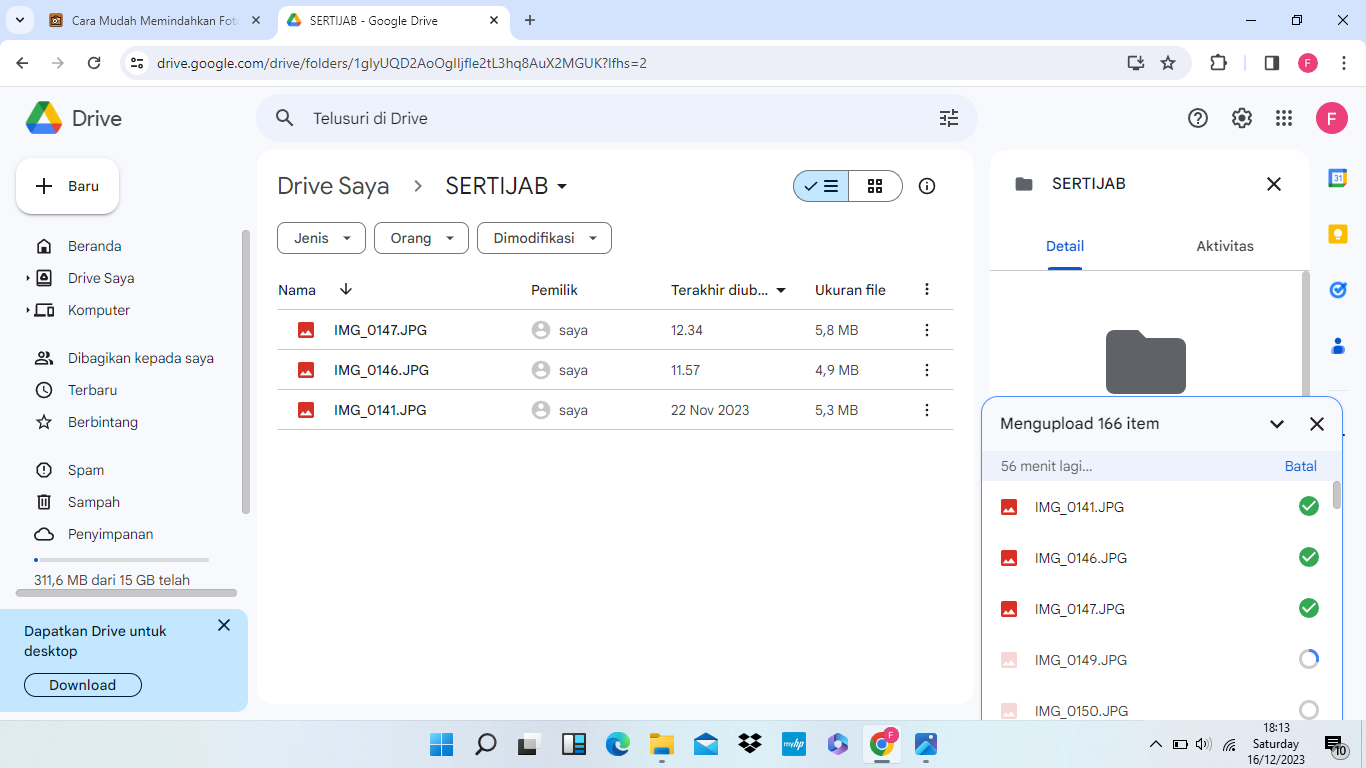 Cara Mudah Memindahkan Foto
SERTIJAB - Google Drive
drive.google.com/drive/folders/1glyUQD2AoOgIIjfle2tL3hq8AuX2MGUK?lfhs=2
F
Drive
Telusuri di Drive
F
Baru
Beranda
Drive Saya
Komputer
Dibagikan kepada saya
Terbaru
Berbintang
Spam
Sampah
Penyimpanan
311,6 MB dari 15 GB telah
Dapatkan Drive untuk
desktop
Download
Drive Saya > SERTIJAB
Jenis Orang Dimodifikasi
Nama Pemilik Terakhir diub... Ukuran file
IMG_0147.JPG saya 12.34 5,8 MB
IMG_0146.JPG saya 11.57 4,9 MB
IMG_0141.JPG saya 22 Nov 2023 5,3 MB
SERTIJAB
Detail Aktivitas
31
Mengupload 166 item
56 menit lagi... Batal
IMG_0141.JPG
IMG_0146.JPG
IMG_0147.JPG
IMG_0149.JPG
IMG_0150.JPG
myhp
F
18:13
Saturday
16/12/2023
10